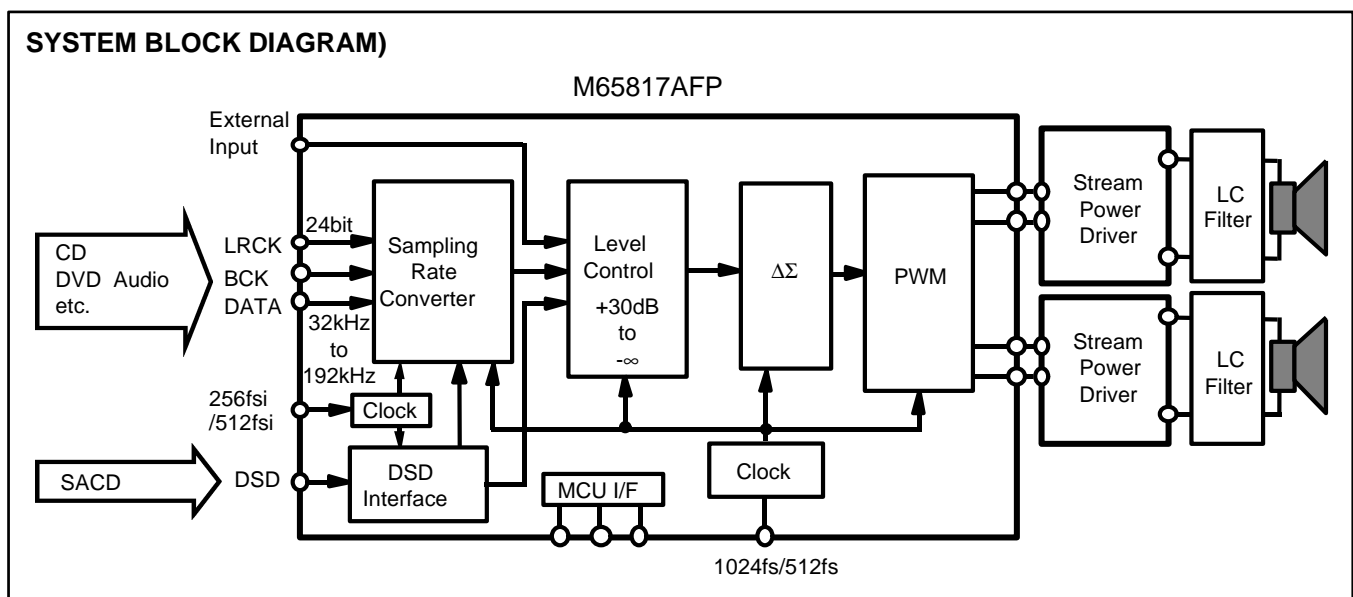 SYSTEM BLOCK DIAGRAM)
M65817AFP
External
Input
CD
DVD Audio
etc.
LRCK
BCK
DATA
24bit
32kHz
to
192kHz
Sampling
Rate
Converter
Level
Control
+30dB
to
-∞
ΔΣ
PWM
Stream
Power
Driver
LC
Filter
Stream
Power
Driver
LC
Filter
256fsi
/512fsi
Clock
SACD
DSD
DSD
Interface
MCU I/F
Clock
1024fs/512fs